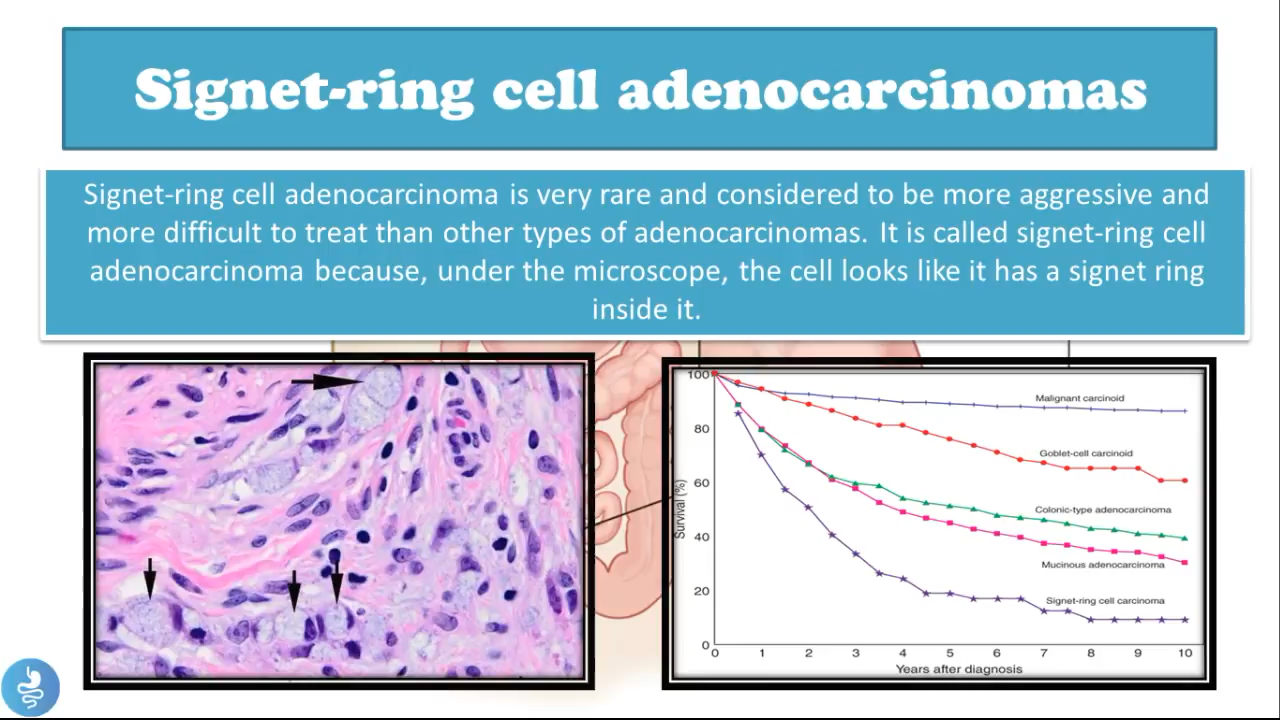 Signet-ring cell adenocarcinomas
Signet-ring cell adenocarcinoma is very rare and considered to be more aggressive and
more difficult to treat than other types of adenocarcinomas. It is called signet-ring cell
adenocarcinoma because, under the microscope, the cell looks like it has a signet ring
inside it.
100
80
60
40
20
0
Survival (%)
Malignant carcinoid
Goblet-cell carcinoid
Colonic-type adenocarcinoma
Mucinous adenocarcinoma
Signet-ring cell carcinoma
0 1 2 3 4 5 6 7 8 9 10
Years after diagnosis